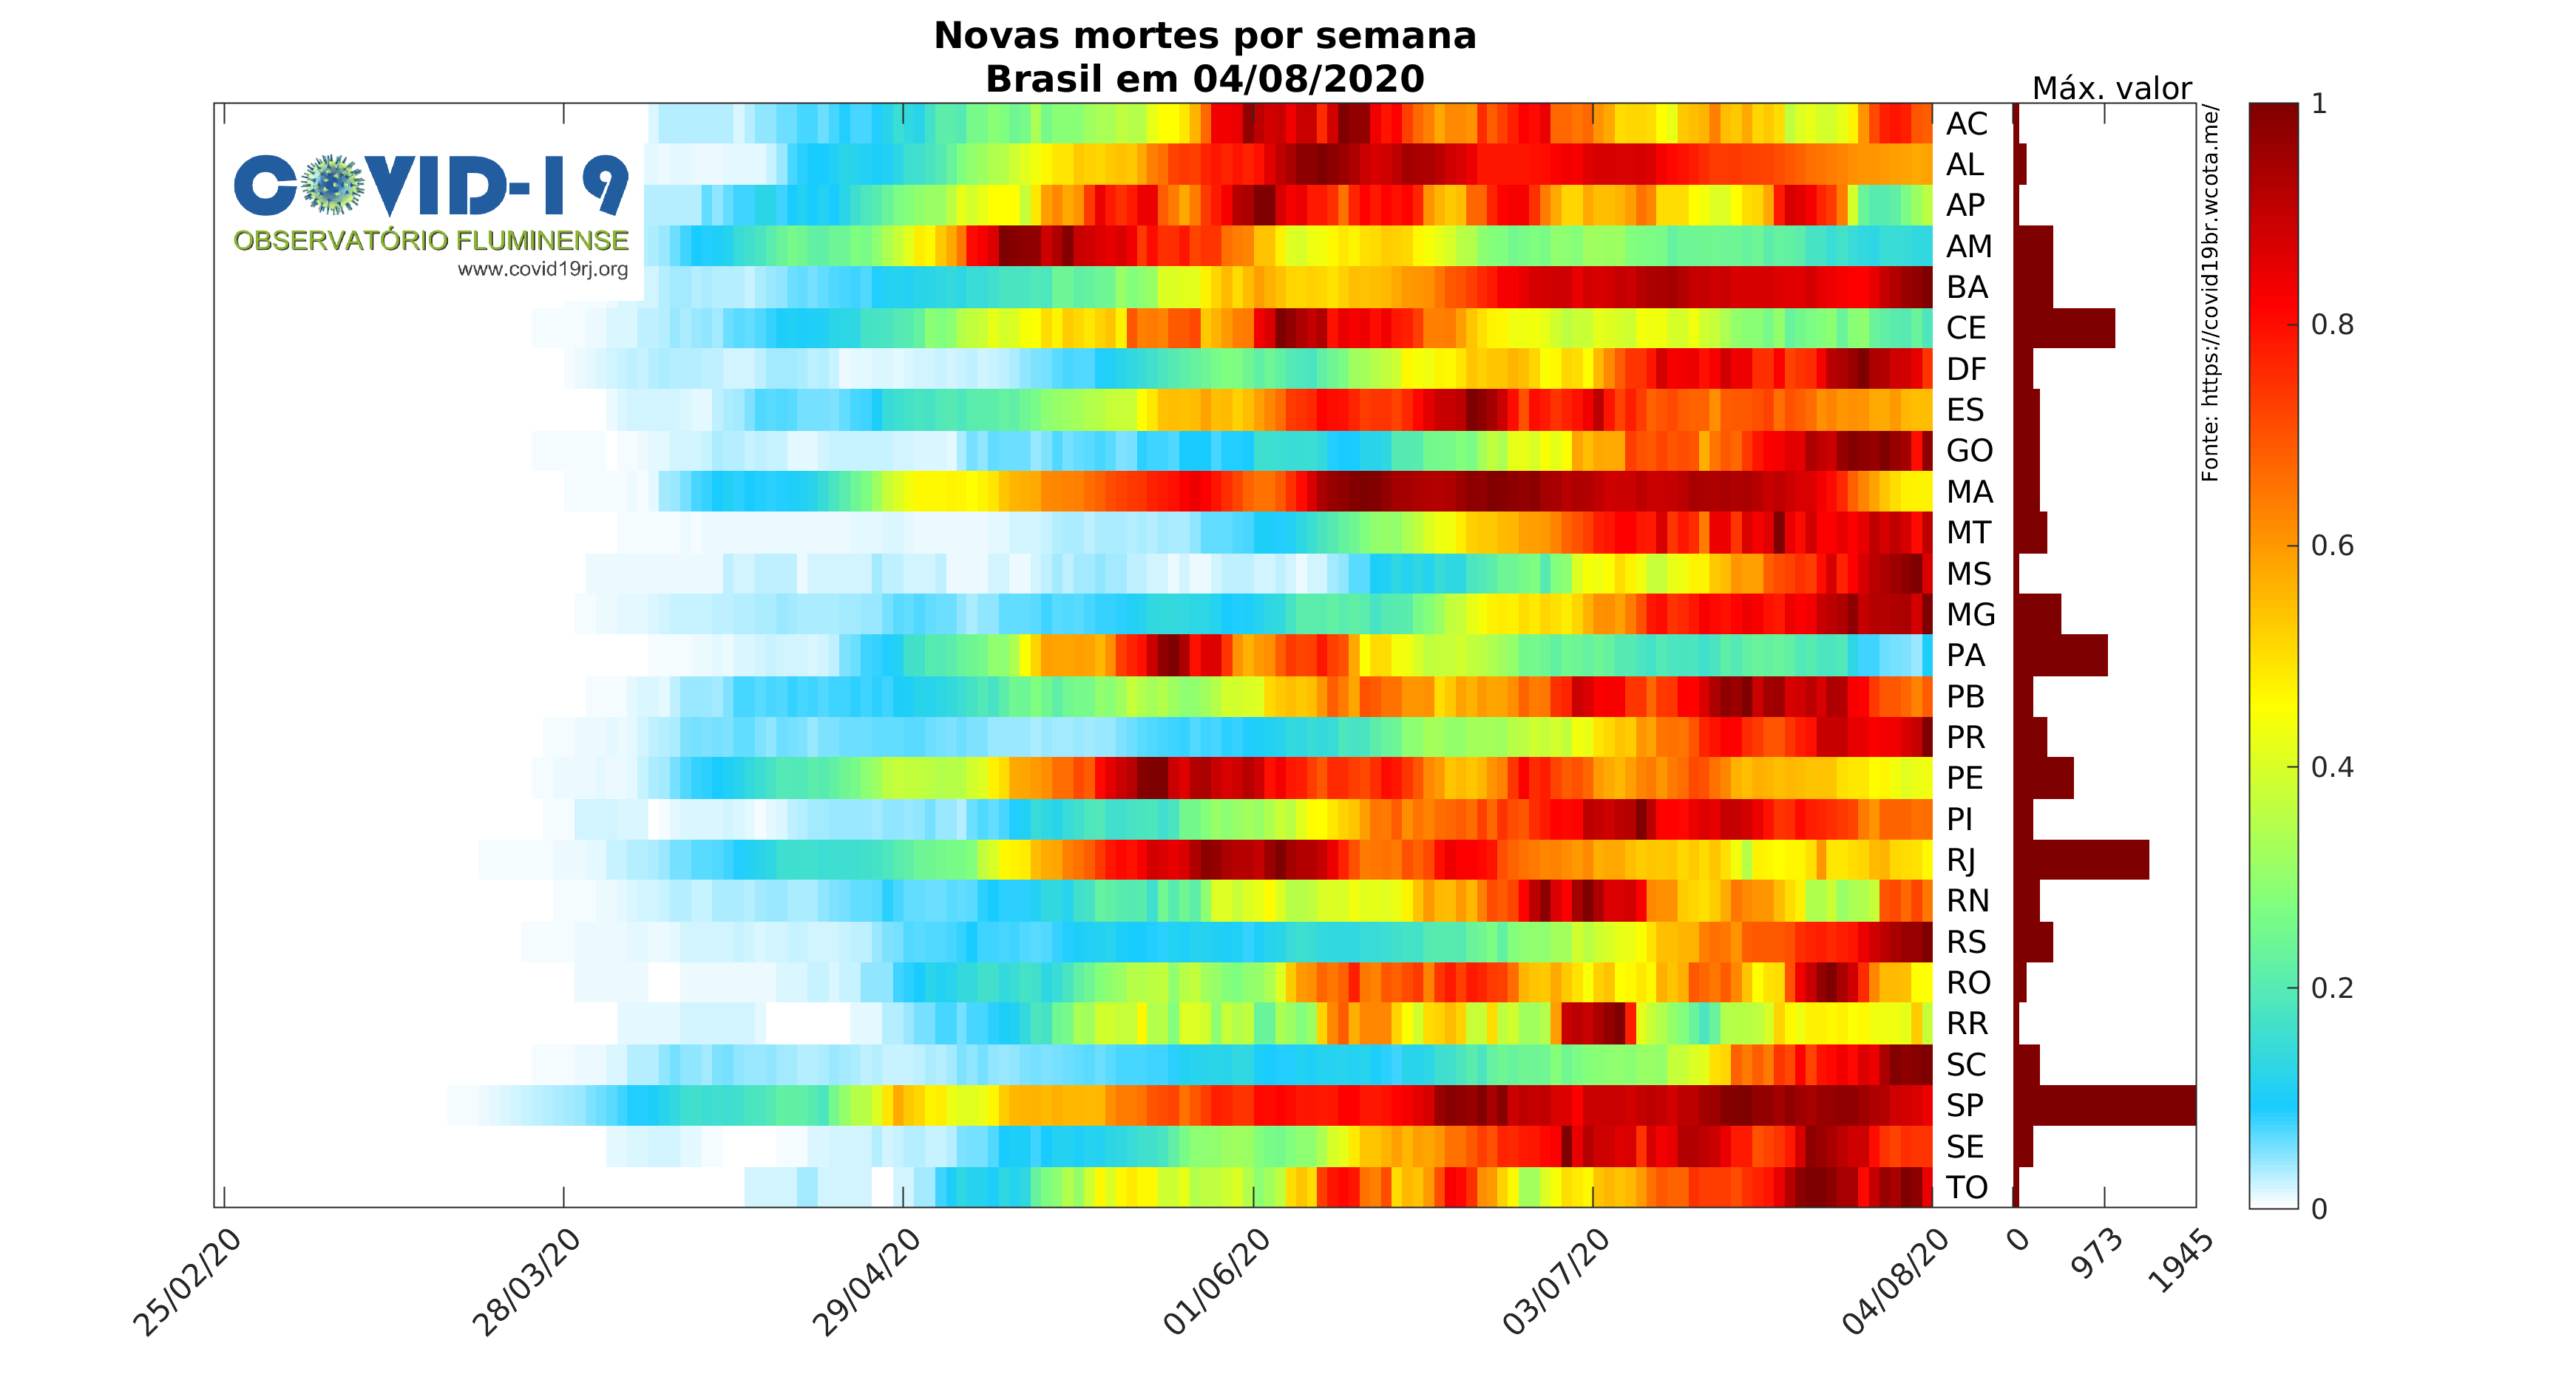 Novas mortes por semana
Brasil em 04/08/2020
Máx. valor
COVID-19
OBSERVATÓRIO FLUMINENSE
www.covid19rj.org
AC
AL
AP
AM
BA
CE
DF
ES
GO
MA
MT
MS
MG
PA
PB
PR
PE
PI
RJ
RN
RS
RO
RR
SC
SP
SE
TO
Fonte: https://covid19br.wcota.me/
1
0.8
0.6
0.4
0.2
0
25/02/20
28/03/20
29/04/20
01/06/20
03/07/20
04/08/20
0
973
1945